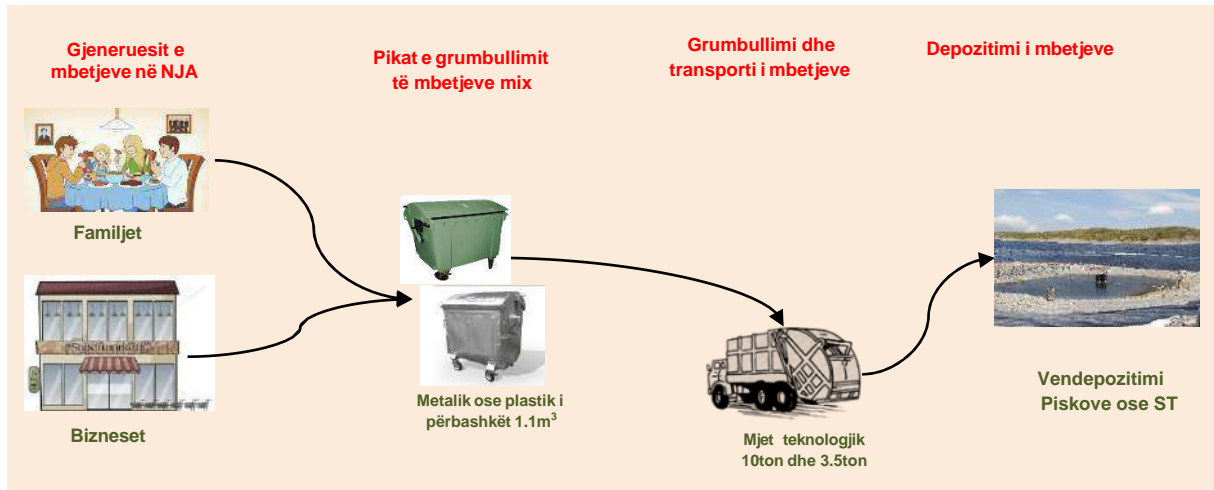 Gjeneruesit e
mbetjeve në NJA
Pikat e grumbullimit
të mbetjeve mix
Grumbullimi dhe
transporti i mbetjeve
Depozitimi i mbetjeve
Familjet
Bizneset
Metalik ose plastik i
përbashkët 1.1m³
Mjet teknologjik
10ton dhe 3.5ton
Vendepozitimi
Piskove ose ST